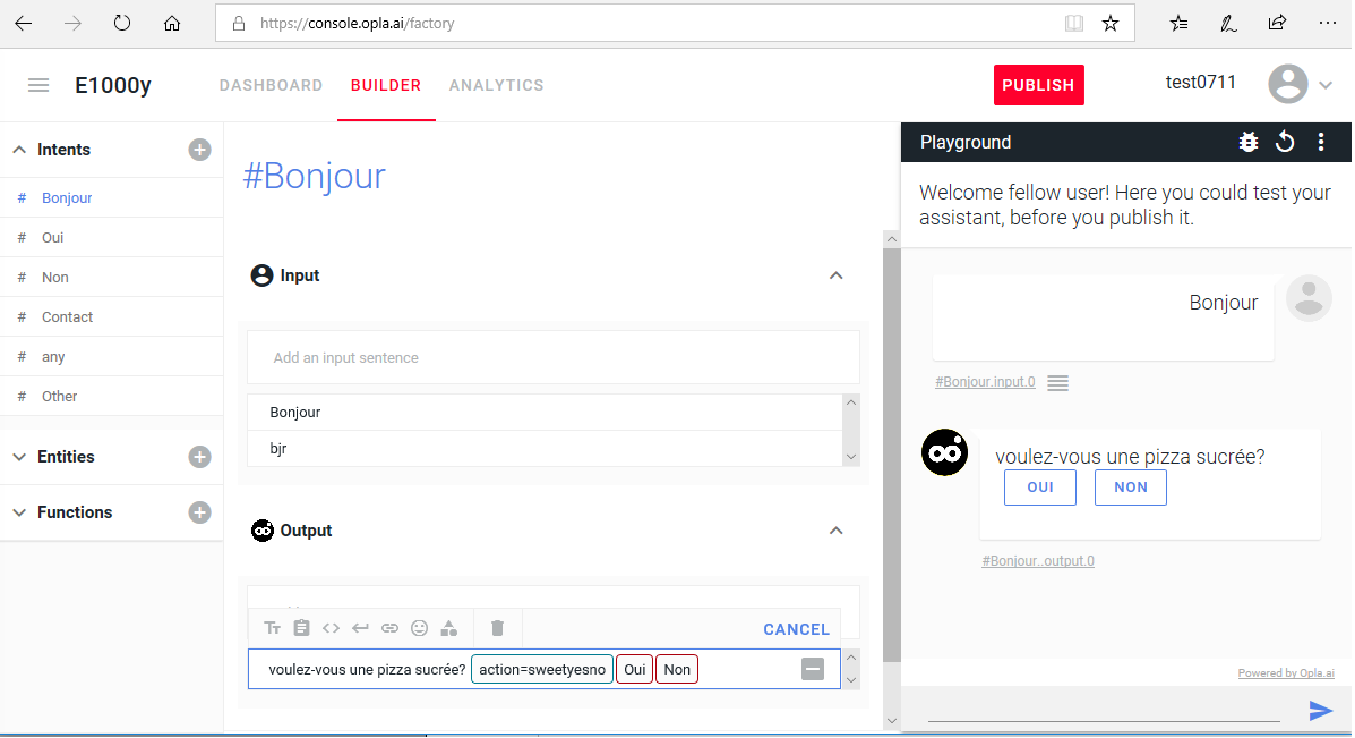 https://console.opla.ai/factory
E1000y
DASHBOARD
BUILDER
ANALYTICS
PUBLISH
test0711
Intents
# Bonjour
# Oui
# Non
# Contact
# any
# Other
Entities
Functions
#Bonjour
Input
Add an input sentence
Bonjour
bjr
Output
CANCEL
voulez-vous une pizza sucrée? action=sweetyesno Oui Non
Playground
Welcome fellow user! Here you could test your
assistant, before you publish it.
Bonjour
#Bonjour.input.0
voulez-vous une pizza sucrée?
OUI NON
#Bonjour..output.0
Powered by Opla.ai